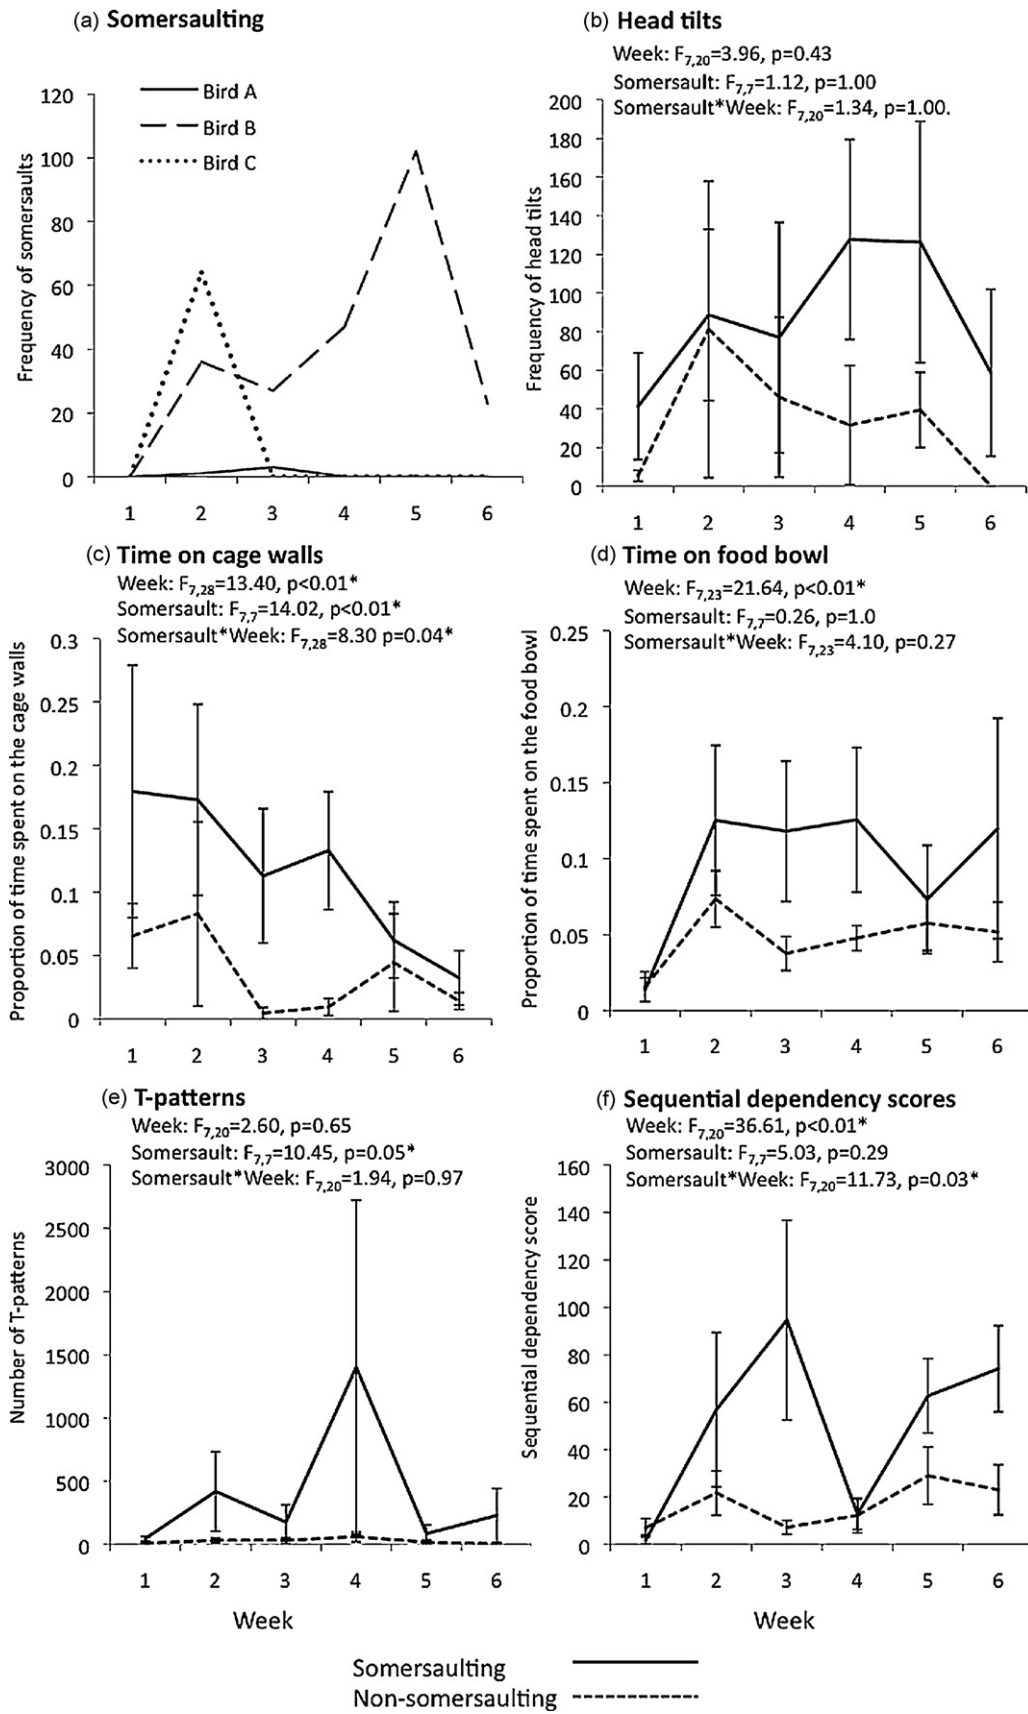 (a) Somersaulting
120
100
80
60
40
20
0
Frequency of somersaults
Bird A
Bird B
Bird C
1 2 3 4 5 6
(b) Head tilts
Week: F7,20=3.96, p=0.43
Somersault: F7,7=1.12, p=1.00
Somersault*Week: F7,20=1.34, p=1.00.
200
180
160
140
120
100
80
60
40
20
0
Frequency of head tilts
1 2 3 4 5 6
(c) Time on cage walls
Week: F7,28=13.40, p<0.01*
Somersault: F7,7=14.02, p<0.01*
Somersault*Week: F7,28=8.30 p=0.04*
0.3
0.25
0.2
0.15
0.1
0.05
0
Proportion of time spent on the cage walls
1 2 3 4 5 6
(d) Time on food bowl
Week: F7,23=21.64, p<0.01*
Somersault: F7,7=0.26, p=1.0
Somersault*Week: F7,23=4.10, p=0.27
0.25
0.2
0.15
0.1
0.05
0
Proportion of time spent on the food bowl
1 2 3 4 5 6
(e) T-patterns
Week: F7,20=2.60, p=0.65
Somersault: F7,7=10.45, p=0.05*
Somersault*Week: F7,20=1.94, p=0.97
3000
2500
2000
1500
1000
500
0
Number of T-patterns
1 2 3 4 5 6
Week
(f) Sequential dependency scores
Week: F7,20=36.61, p<0.01*
Somersault: F7,7=5.03, p=0.29
Somersault*Week: F7,20=11.73, p=0.03*
160
140
120
100
80
60
40
20
0
Sequential dependency score
1 2 3 4 5 6
Week
Somersaulting
Non-somersaulting